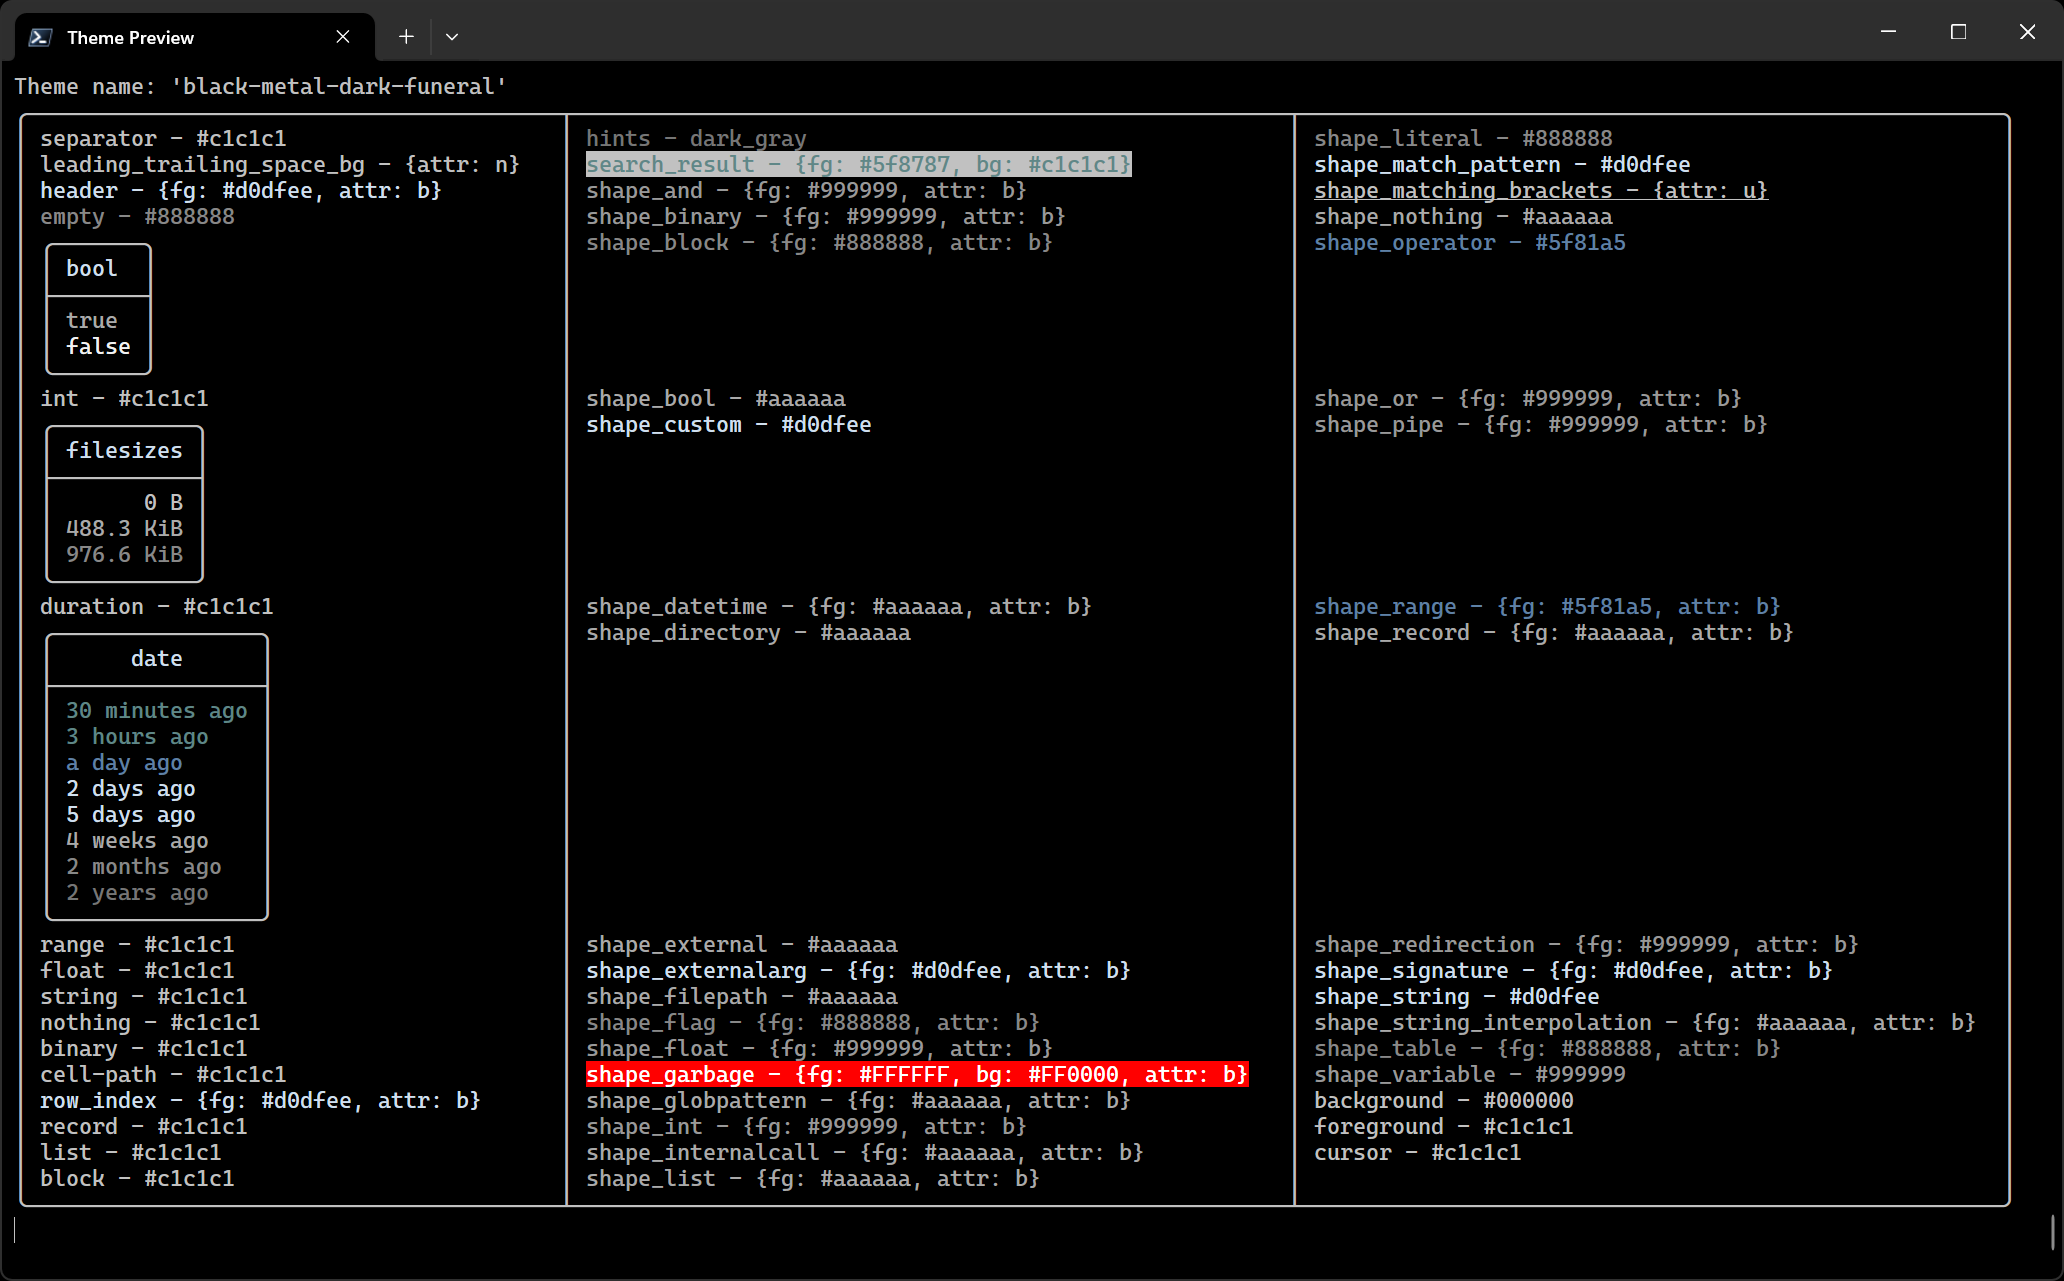 Theme Preview
Theme name: 'black-metal-dark-funeral'
separator - #c1c1c1
leading_trailing_space_bg - {attr: n}
header - {fg: #d0dfee, attr: b}
empty - #888888
bool
true
false
int - #c1c1c1
filesizes
0 B
488.3 KiB
976.6 KiB
duration - #c1c1c1
date
30 minutes ago
3 hours ago
a day ago
2 days ago
5 days ago
4 weeks ago
2 months ago
2 years ago
range - #c1c1c1
float - #c1c1c1
string - #c1c1c1
nothing - #c1c1c1
binary - #c1c1c1
cell-path - #c1c1c1
row_index - {fg: #d0dfee, attr: b}
record - #c1c1c1
list - #c1c1c1
block - #c1c1c1
hints - dark_gray
search_result - {fg: #5f8787, bg: #c1c1c1}
shape_and - {fg: #999999, attr: b}
shape_binary - {fg: #999999, attr: b}
shape_block - {fg: #888888, attr: b}
shape_bool - #aaaaaa
shape_custom - #d0dfee
shape_datetime - {fg: #aaaaaa, attr: b}
shape_directory - #aaaaaa
shape_external - #aaaaaa
shape_externalarg - {fg: #d0dfee, attr: b}
shape_filepath - #aaaaaa
shape_flag - {fg: #888888, attr: b}
shape_float - {fg: #999999, attr: b}
shape_garbage - {fg: #FFFFFF, bg: #FF0000, attr: b}
shape_globpattern - {fg: #aaaaaa, attr: b}
shape_int - {fg: #999999, attr: b}
shape_internalcall - {fg: #aaaaaa, attr: b}
shape_list - {fg: #aaaaaa, attr: b}
shape_literal - #888888
shape_match_pattern - #d0dfee
shape_matching_brackets - {attr: u}
shape_nothing - #aaaaaa
shape_operator - #5f81a5
shape_or - {fg: #999999, attr: b}
shape_pipe - {fg: #999999, attr: b}
shape_range - {fg: #5f81a5, attr: b}
shape_record - {fg: #aaaaaa, attr: b}
shape_redirection - {fg: #999999, attr: b}
shape_signature - {fg: #d0dfee, attr: b}
shape_string - #d0dfee
shape_string_interpolation - {fg: #aaaaaa, attr: b}
shape_table - {fg: #888888, attr: b}
shape_variable - #999999
background - #000000
foreground - #c1c1c1
cursor - #c1c1c1